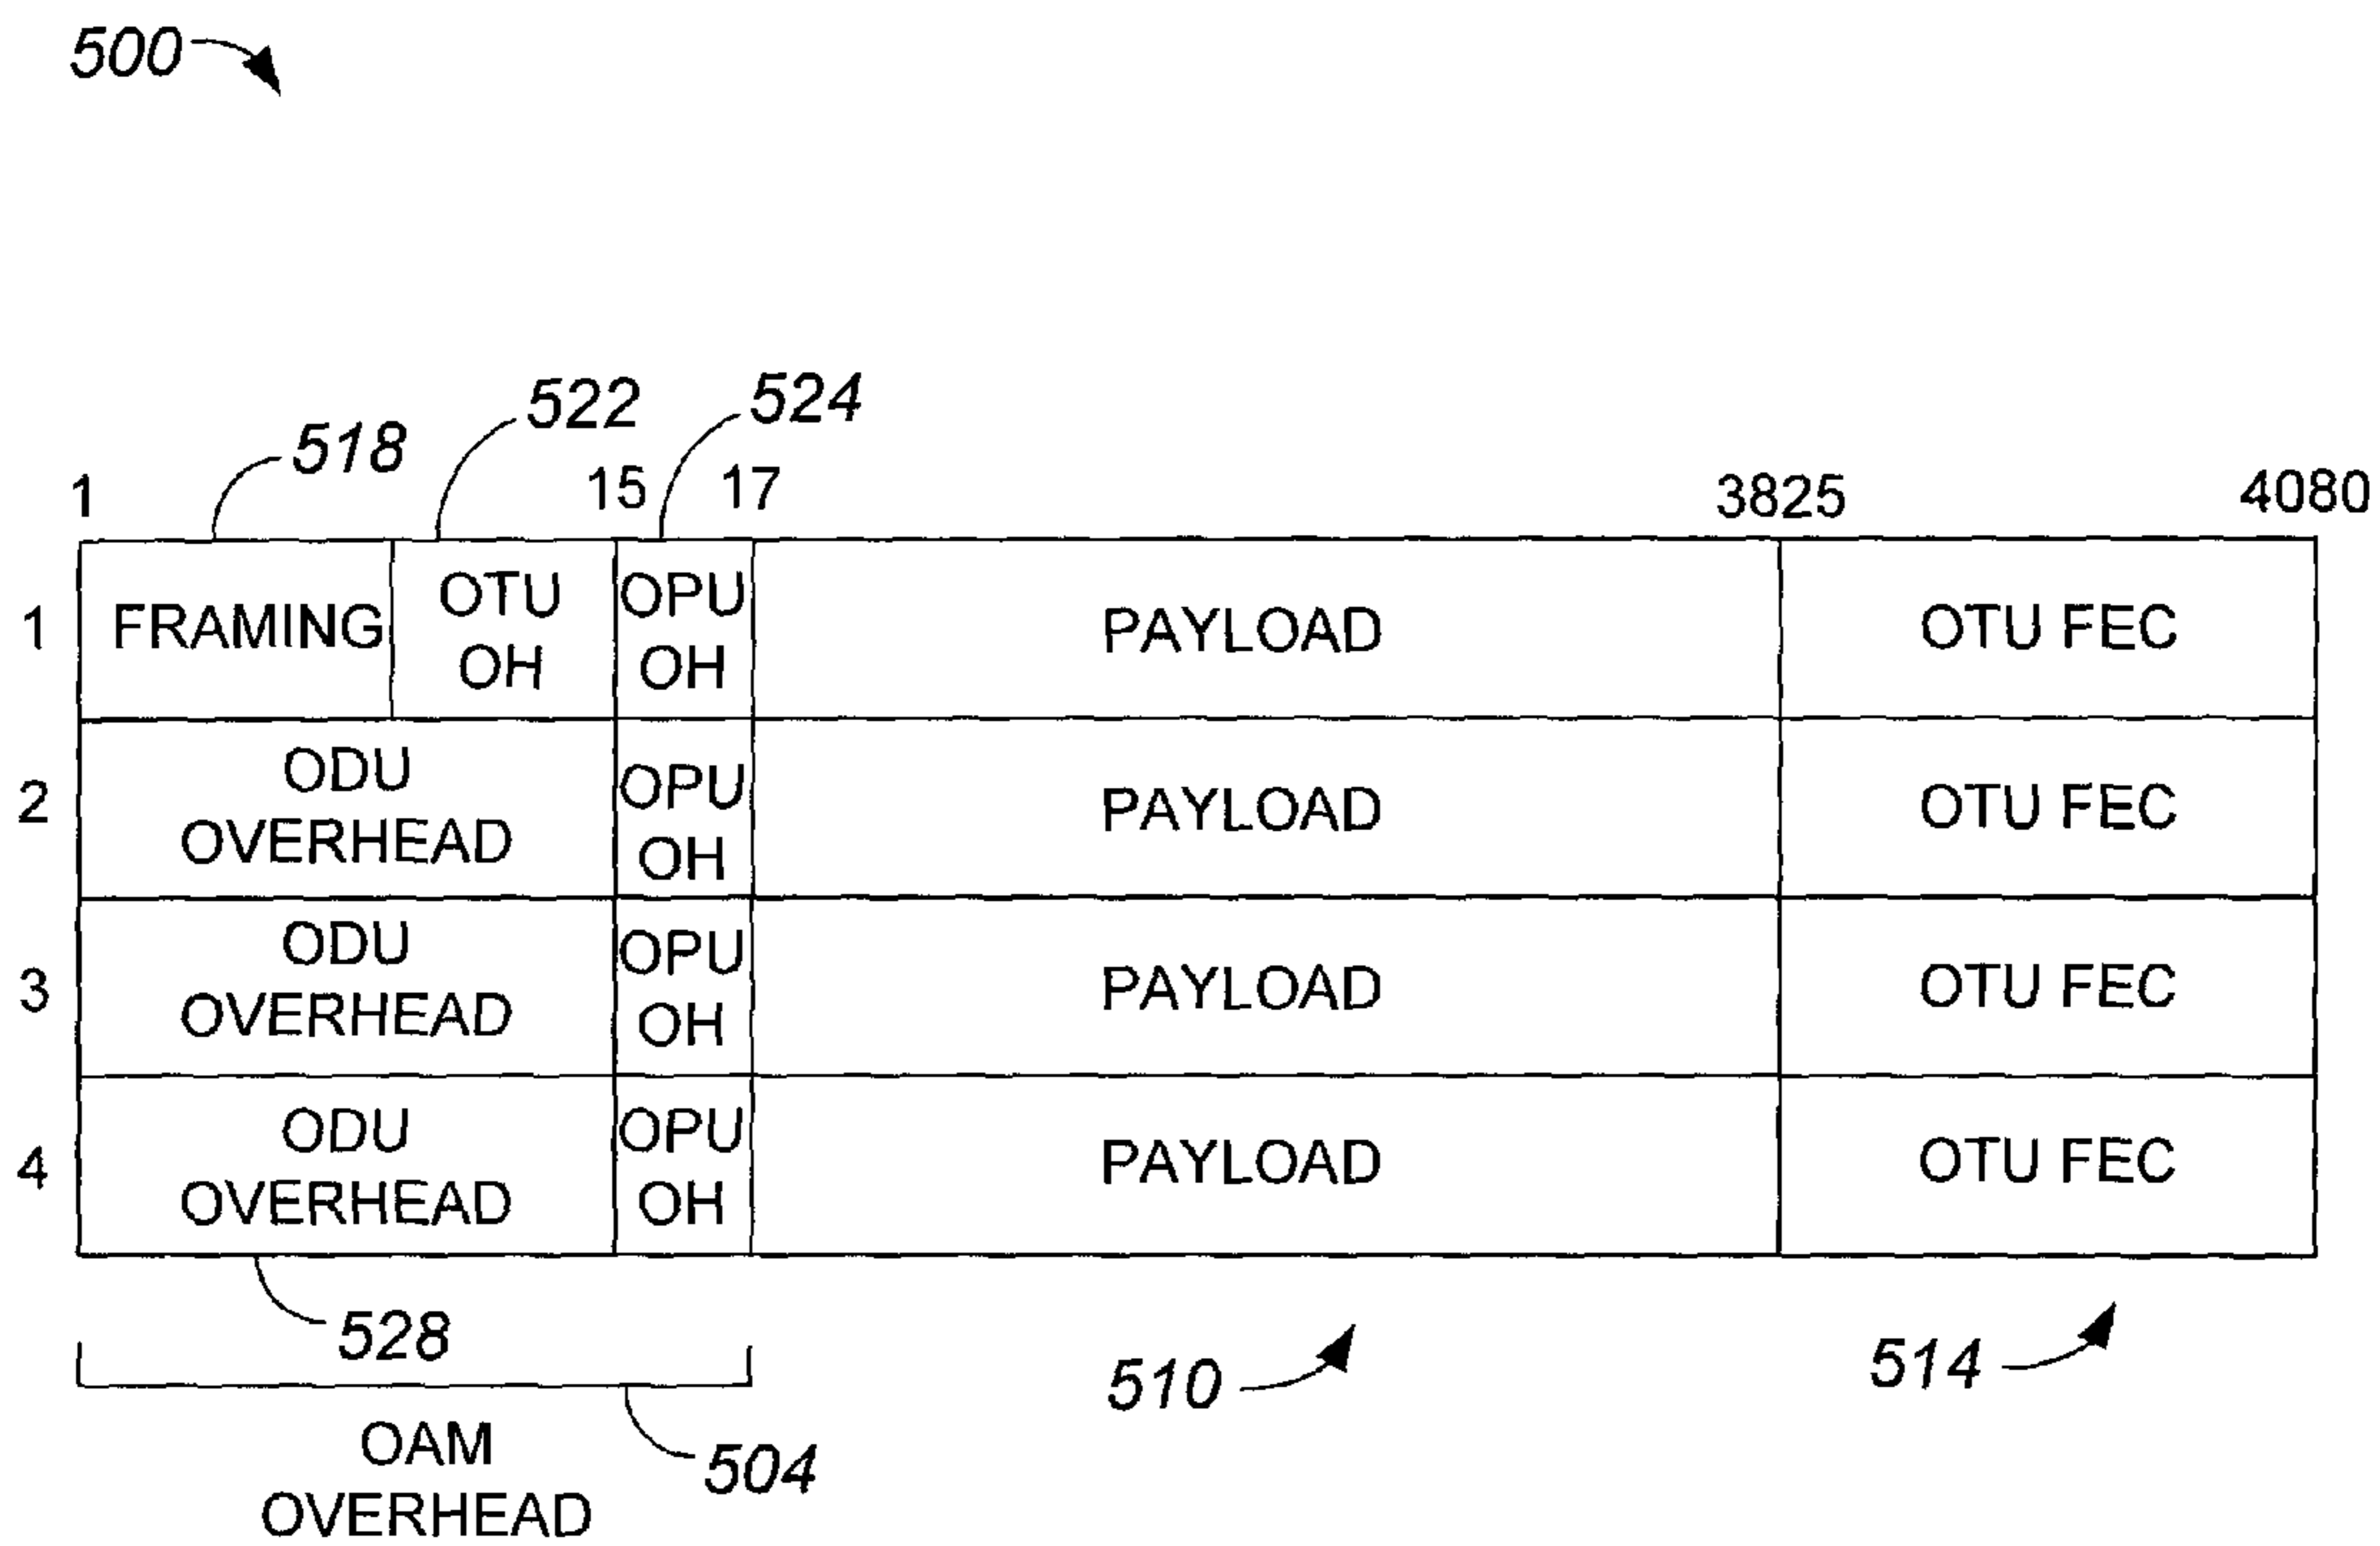 500
518 522 524
1 15 17 3825 4080
1 FRAMING OTU OH OPU OH PAYLOAD OTU FEC
2 ODU OVERHEAD OPU OH PAYLOAD OTU FEC
3 ODU OVERHEAD OPU OH PAYLOAD OTU FEC
4 ODU OVERHEAD OPU OH PAYLOAD OTU FEC
528
510 514
OAM
OVERHEAD
504